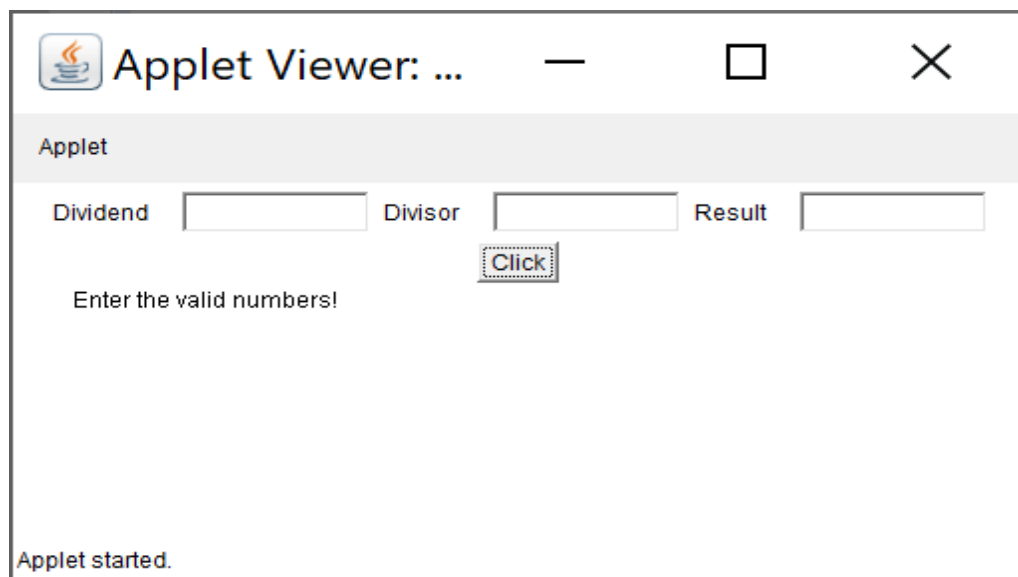 Applet Viewer: ...
Applet
Dividend Divisor Result
Click
Enter the valid numbers!
Applet started.